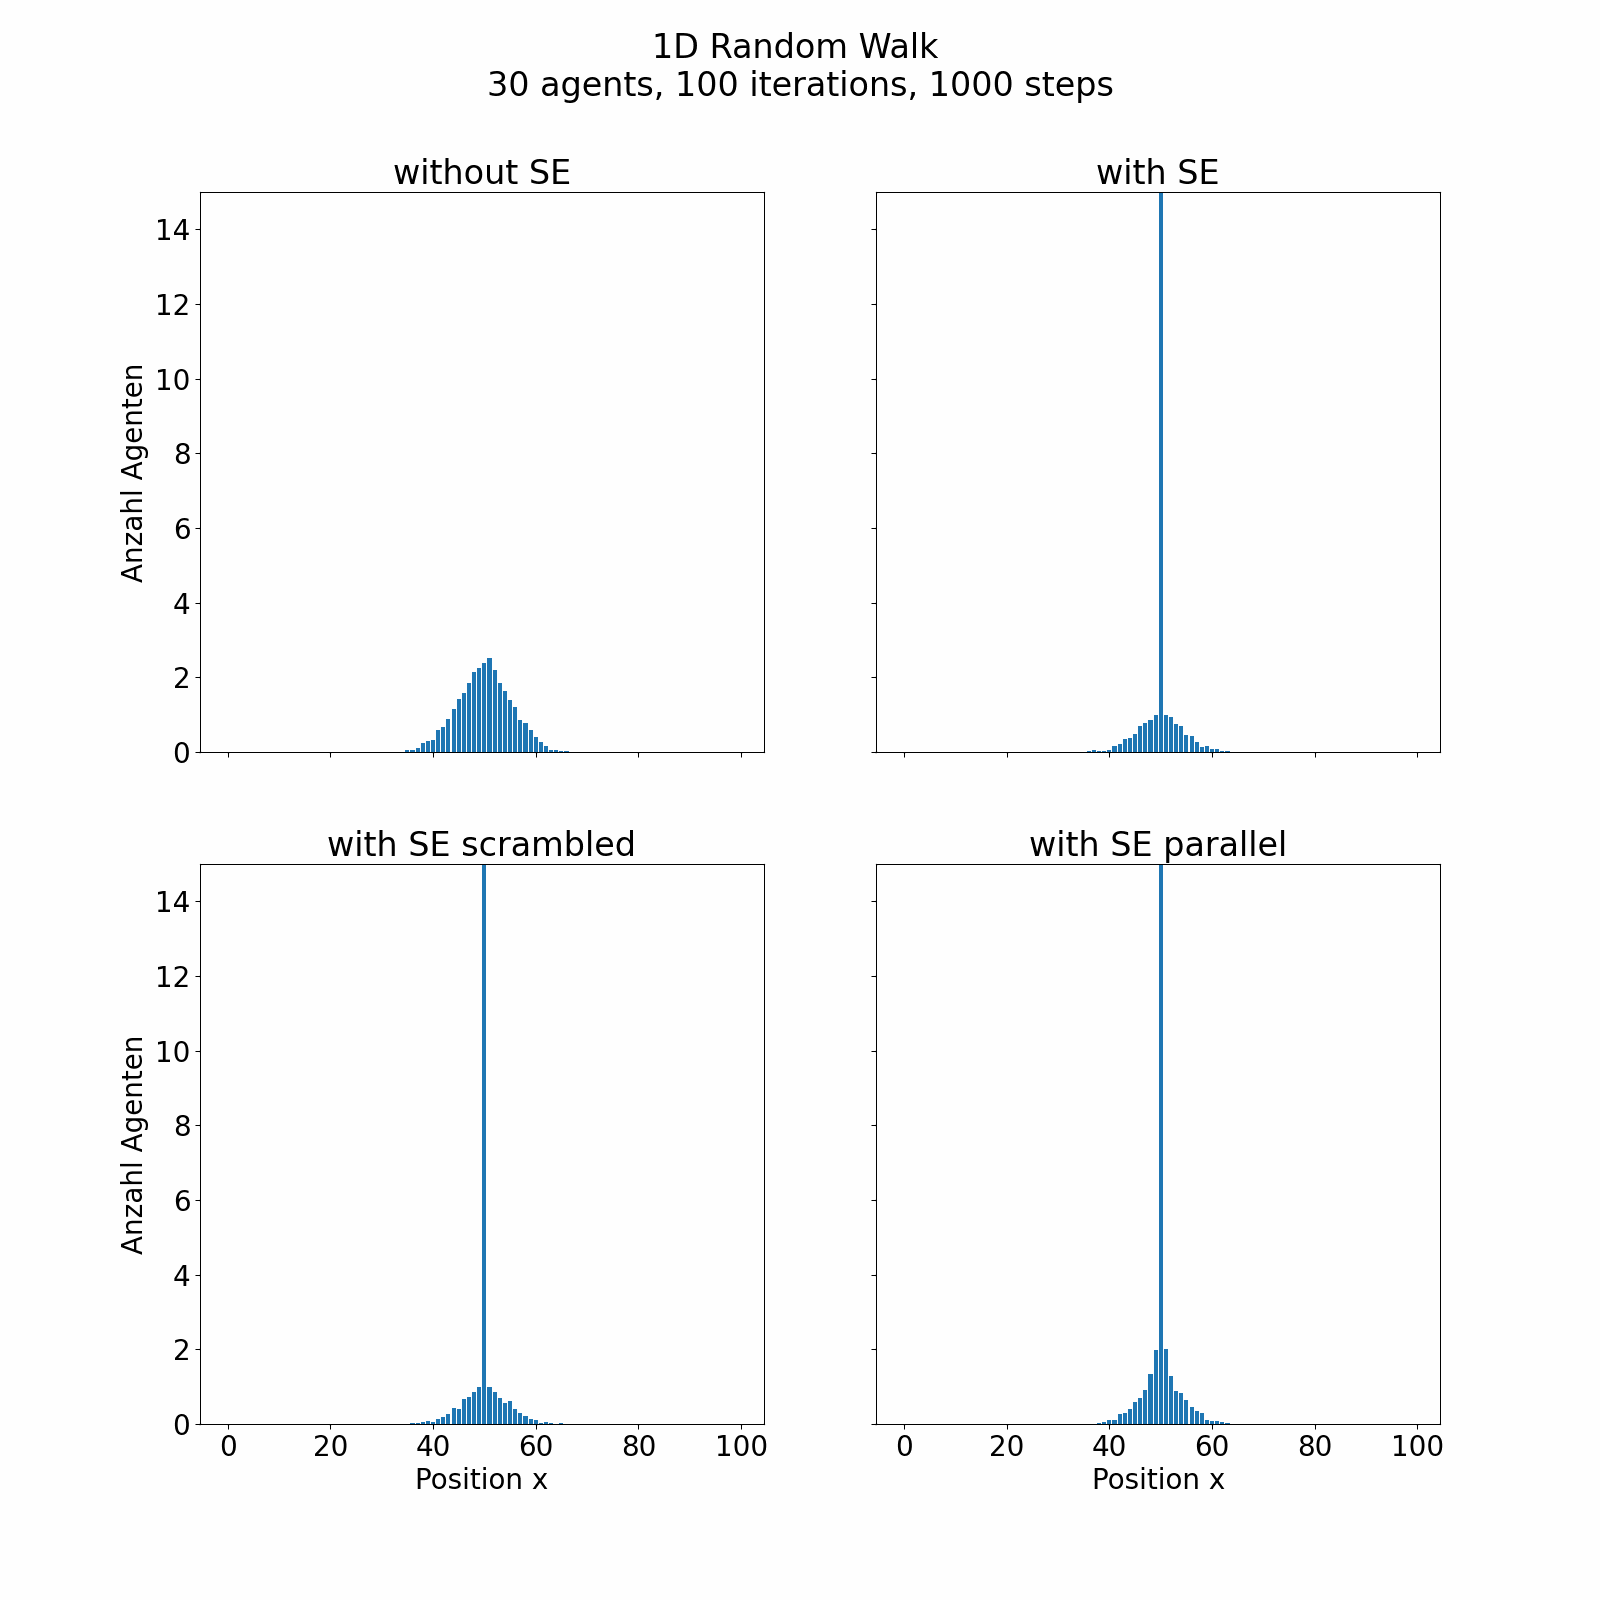 1D Random Walk
30 agents, 100 iterations, 1000 steps
without SE
with SE
14
12
10
8
6
4
2
0
Anzahl Agenten
with SE scrambled
with SE parallel
14
12
10
8
6
4
2
0
Anzahl Agenten
0 20 40 60 80 100
0 20 40 60 80 100
Position x
Position x